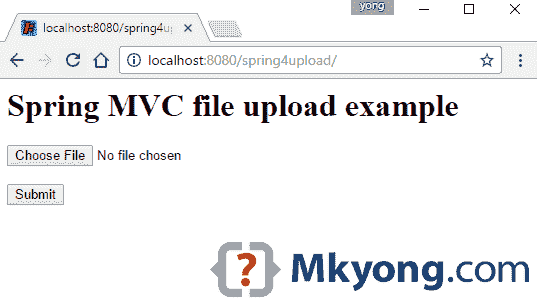 yong
localhost:8080/spring4up
localhost:8080/spring4upload/
Spring MVC file upload example
Choose File No file chosen
Submit
{?} Mkyong.com